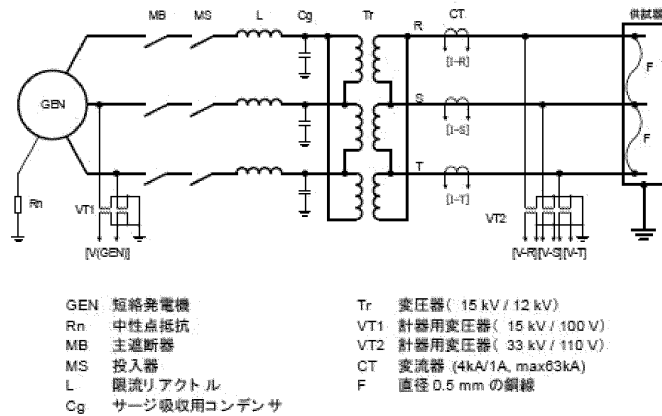 MB MS L Cg Tr R CT 供試器
[I-R] F
GEN S
[I-S] F
T
Rn VT1 [I-T] VT2
[V(GEN)] [V-R][V-S][V-T]
GEN 短絡発電機
Rn 中性点抵抗
MB 主遮断器
MS 投入器
L 限流リアクトル
Cg サージ吸収用コンデンサ
Tr 変圧器( 15 kV / 12 kV)
VT1 計器用変圧器( 15 kV / 100 V)
VT2 計器用変圧器( 33 kV / 110 V)
CT 変流器 (4kA/1A, max63kA)
F 直径 0.5 mm の銅線